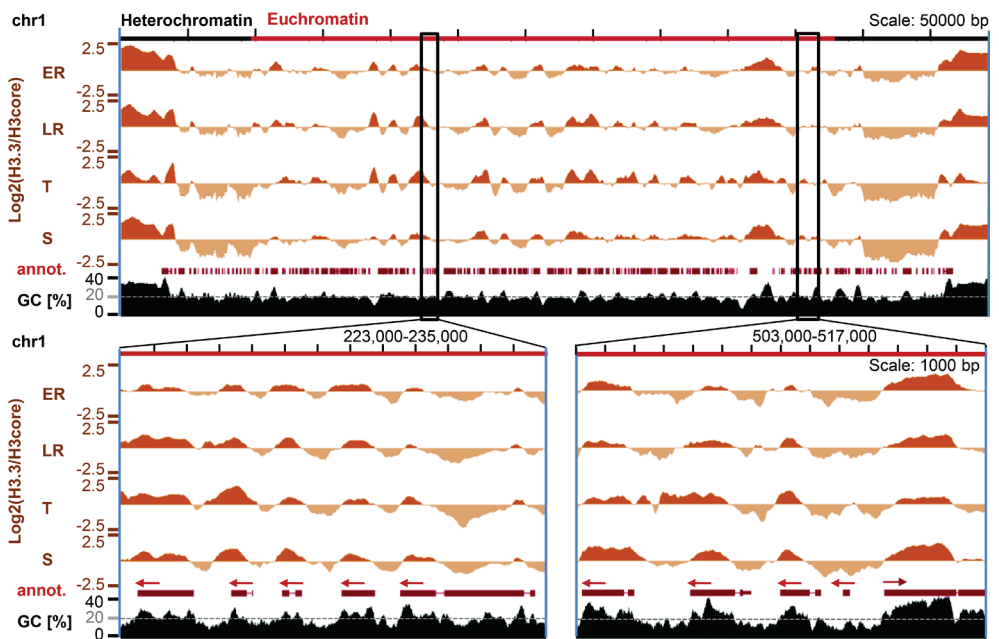 chr1 Heterochromatin Euchromatin Scale: 50000 bp
Log2(H3.3/H3core)
2.5
ER
-2.5
2.5
LR
-2.5
2.5
T
-2.5
2.5
S
-2.5
annot.
40
GC [%] 20
0
chr1 223,000-235,000 503,000-517,000
Scale: 1000 bp
Log2(H3.3/H3core)
2.5
ER
-2.5
2.5
LR
-2.5
2.5
T
-2.5
2.5
S
-2.5
annot.
40
GC [%] 20
0